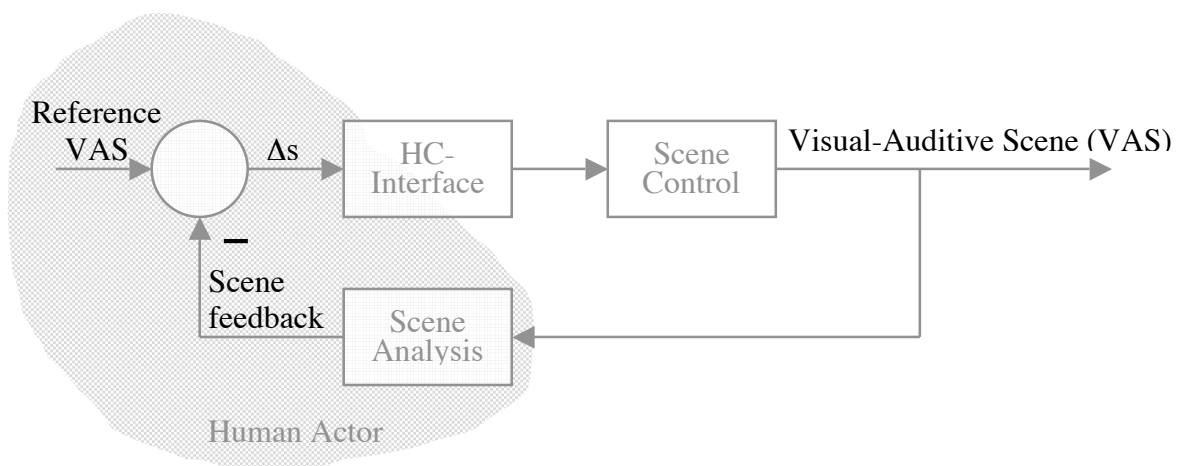 Reference
VAS
Δs
HC-
Interface
Scene
Control
Visual-Auditive Scene (VAS)
−
Scene
feedback
Scene
Analysis
Human Actor